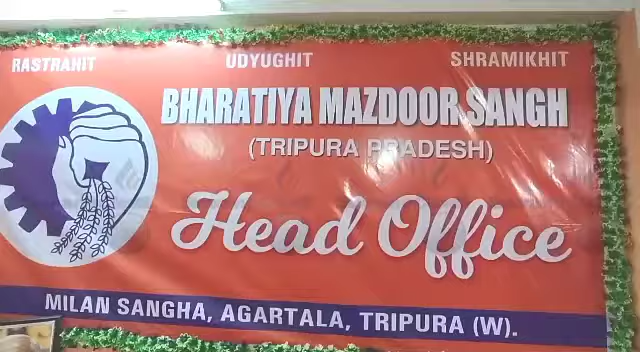 RASTRAHIT UDYUGHIT SHRAMIKHIT
BHARATIYA MAZDOOR SANGH
(TRIPURA PRADESH)
Head Office
MILAN SANGHA, AGARTALA, TRIPURA (W).